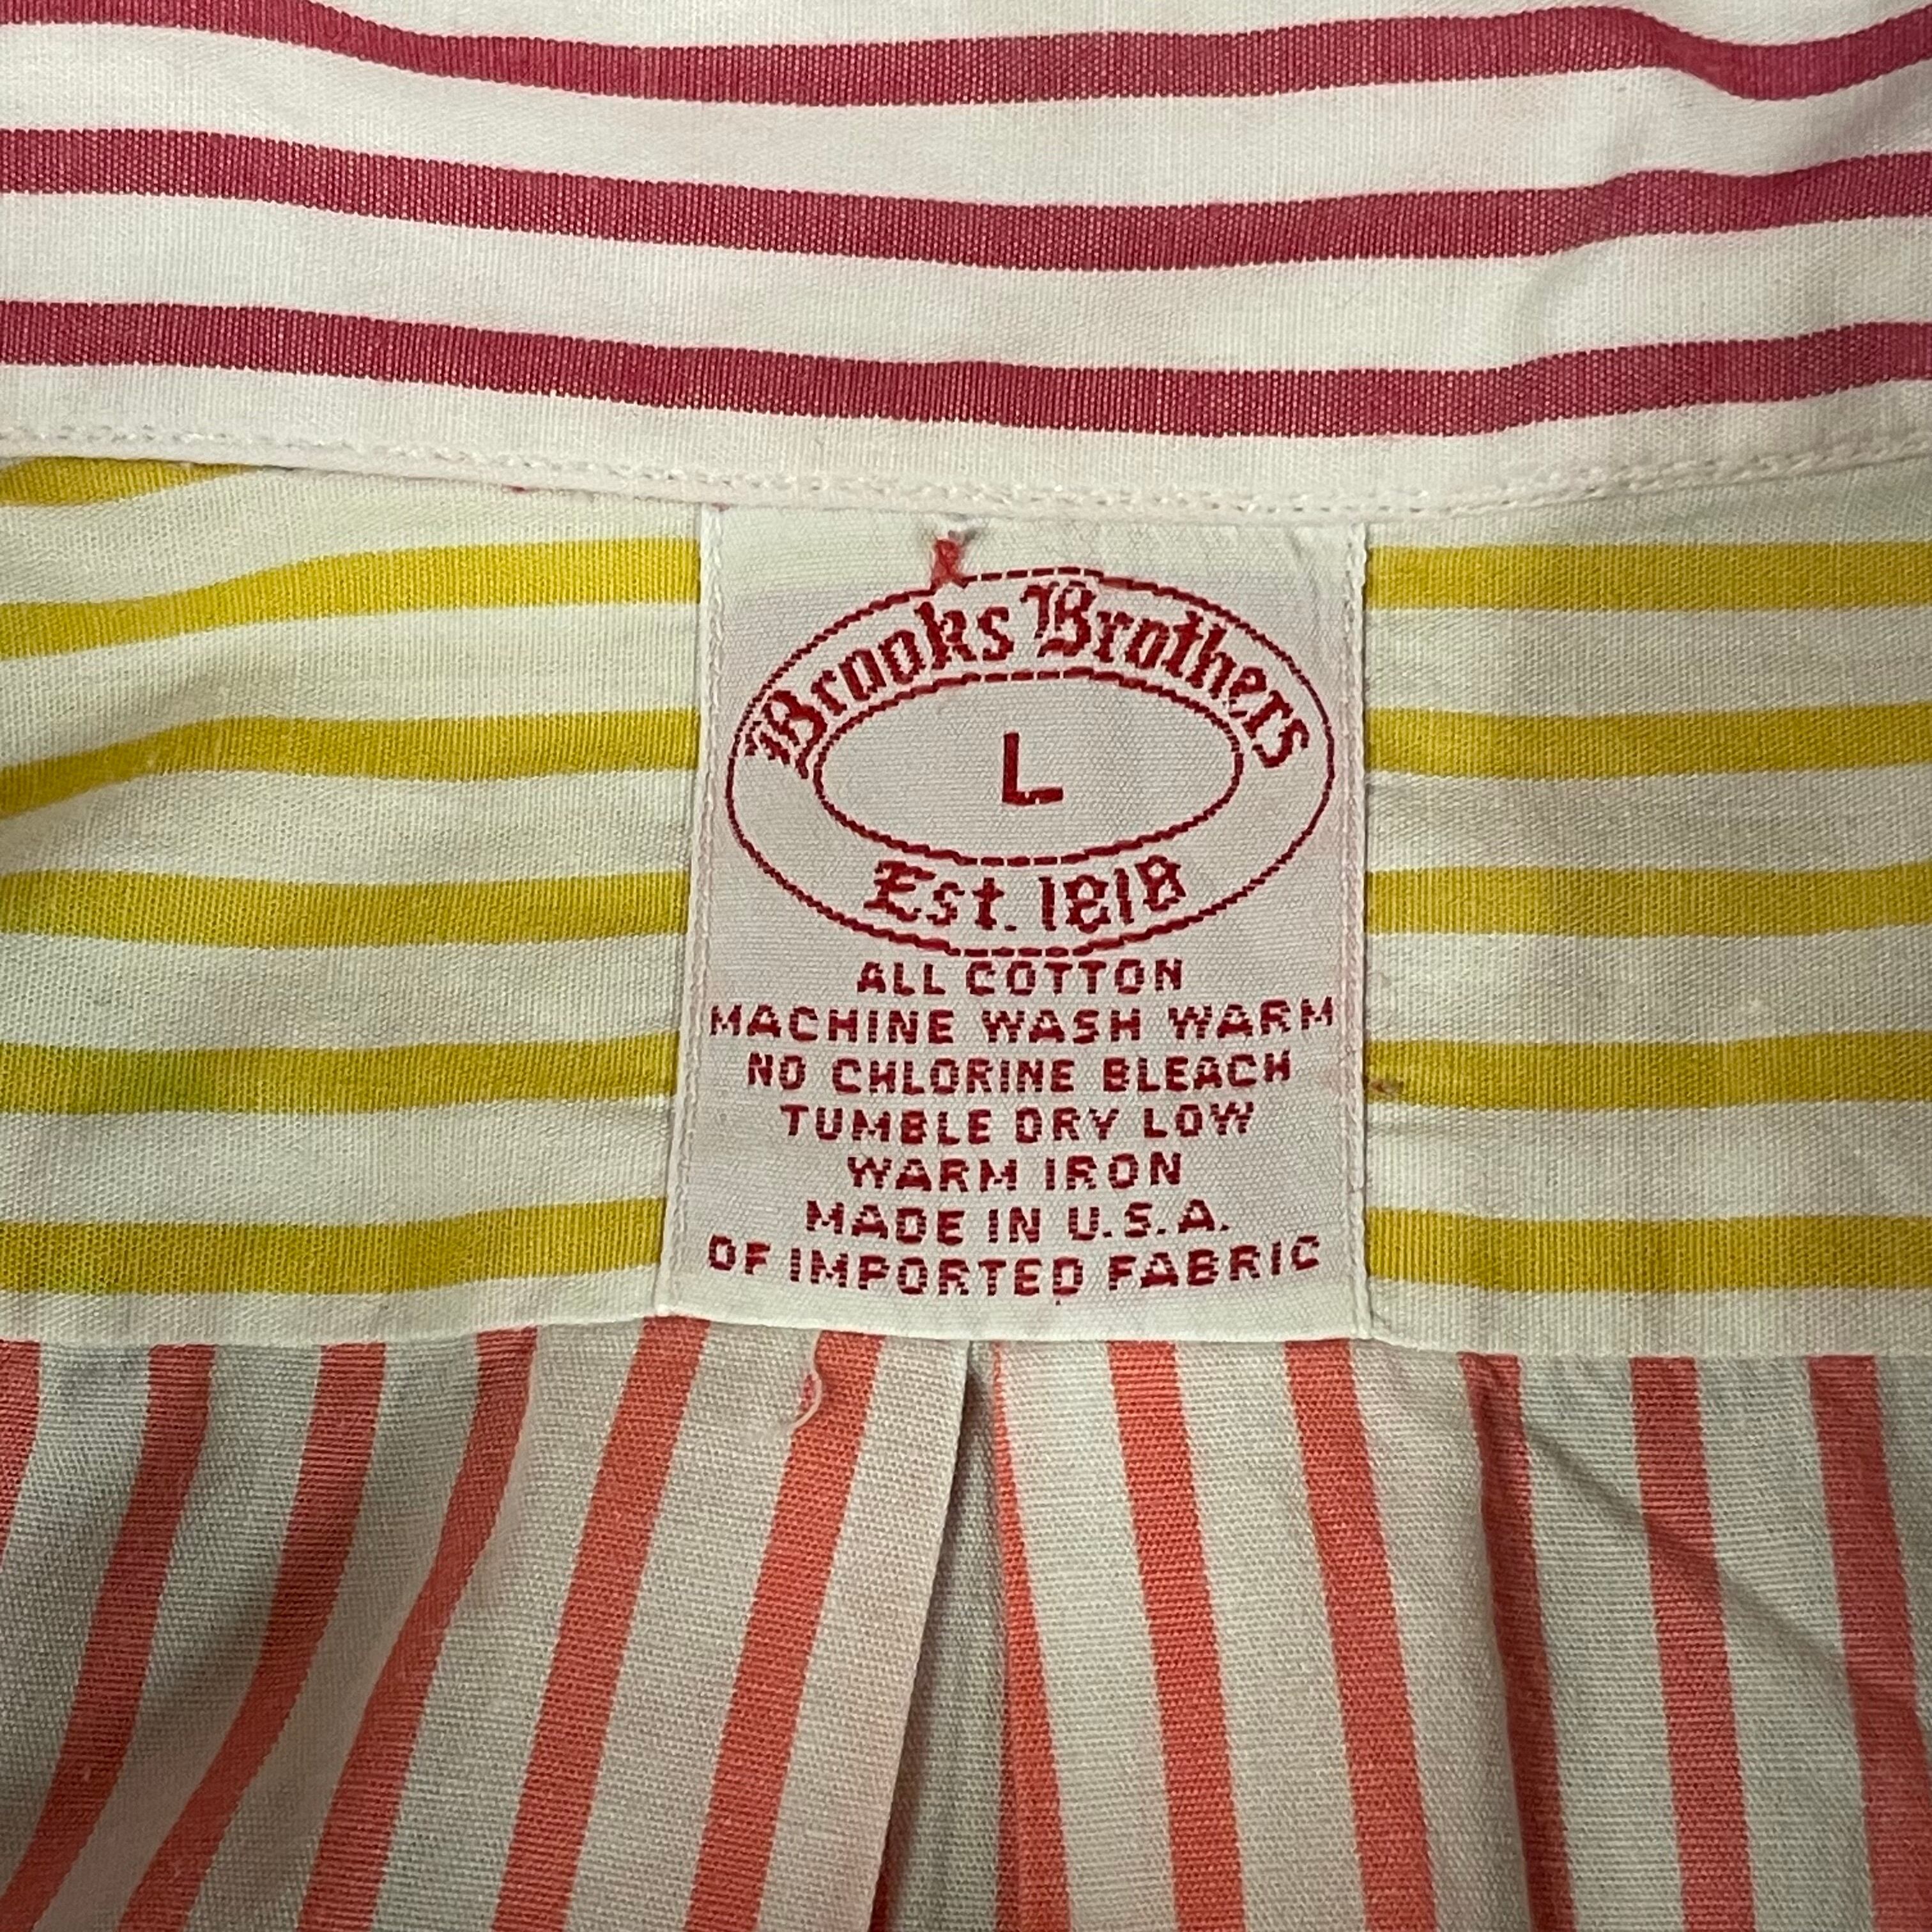 Brooks Brothers
L
Est. 1818
ALL COTTON
MACHINE WASH WARM
NO CHLORINE BLEACH
TUMBLE DRY LOW
WARM IRON
MADE IN U.S.A.
OF IMPORTED FABRIC